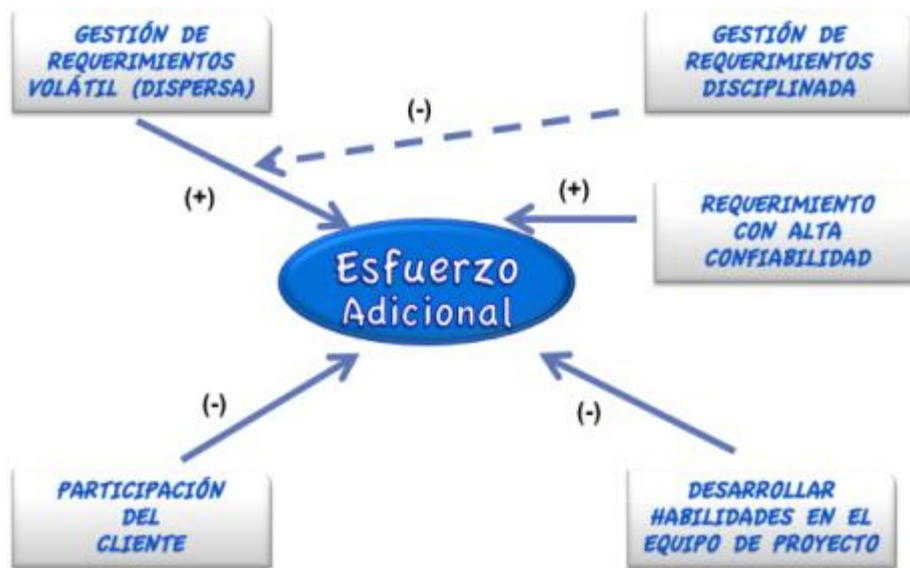 GESTIÓN DE
REQUERIMIENTOS
VOLÁTIL (DISPERSA)
GESTIÓN DE
REQUERIMIENTOS
DISCIPLINADA
(-)
(+)
(+)
REQUERIMIENTO
CON ALTA
CONFIABILIDAD
Esfuerzo
Adicional
(-)
(-)
PARTICIPACIÓN
DEL
CLIENTE
DESARROLLAR
HABILIDADES EN EL
EQUIPO DE PROYECTO